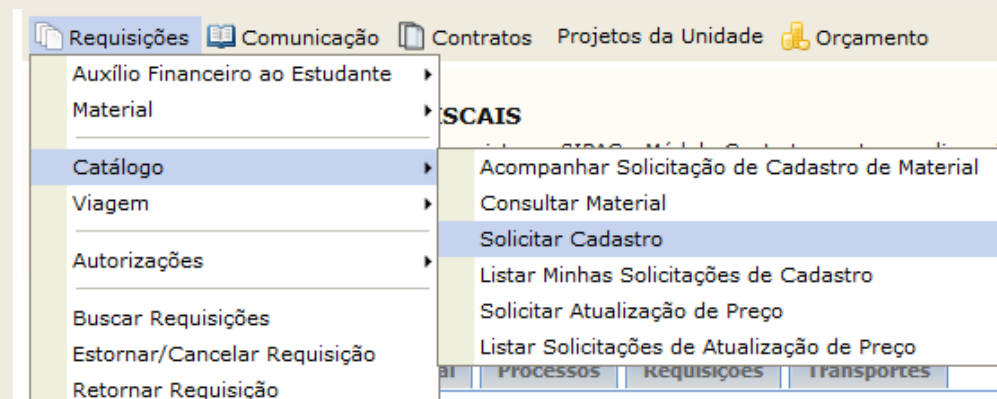 Requisições Comunicação Contratos Projetos da Unidade Orçamento
Auxílio Financeiro ao Estudante
Material
ISCAIS
Catálogo
Viagem
Autorizações
Buscar Requisições
Estornar/Cancelar Requisição
Retornar Requisição
Acompanhar Solicitação de Cadastro de Material
Consultar Material
Solicitar Cadastro
Listar Minhas Solicitações de Cadastro
Solicitar Atualização de Preço
Listar Solicitações de Atualização de Preço
al Processos Requisições Transportes